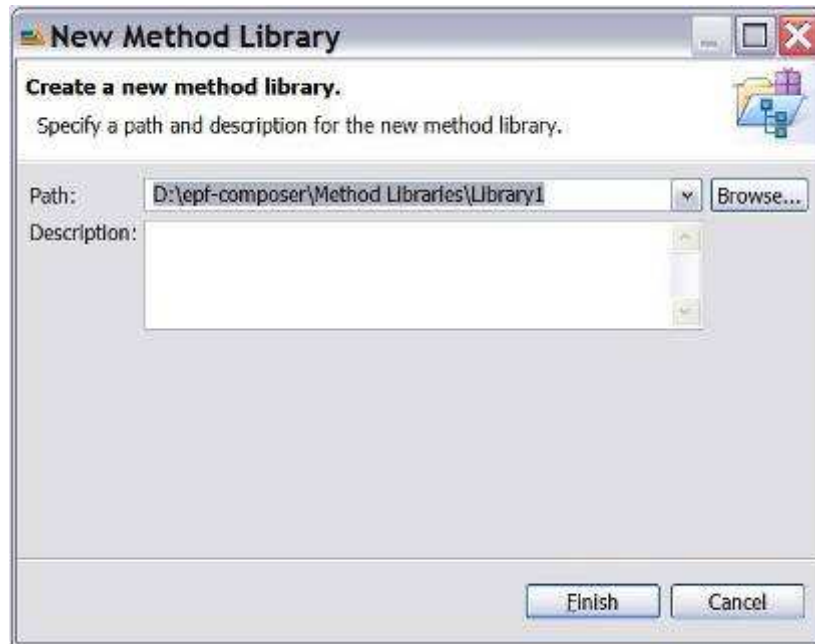 New Method Library
Create a new method library.
Specify a path and description for the new method library.
Path: D:\epf-composer\Method Libraries\Library1 Browse...
Description:
Finish Cancel